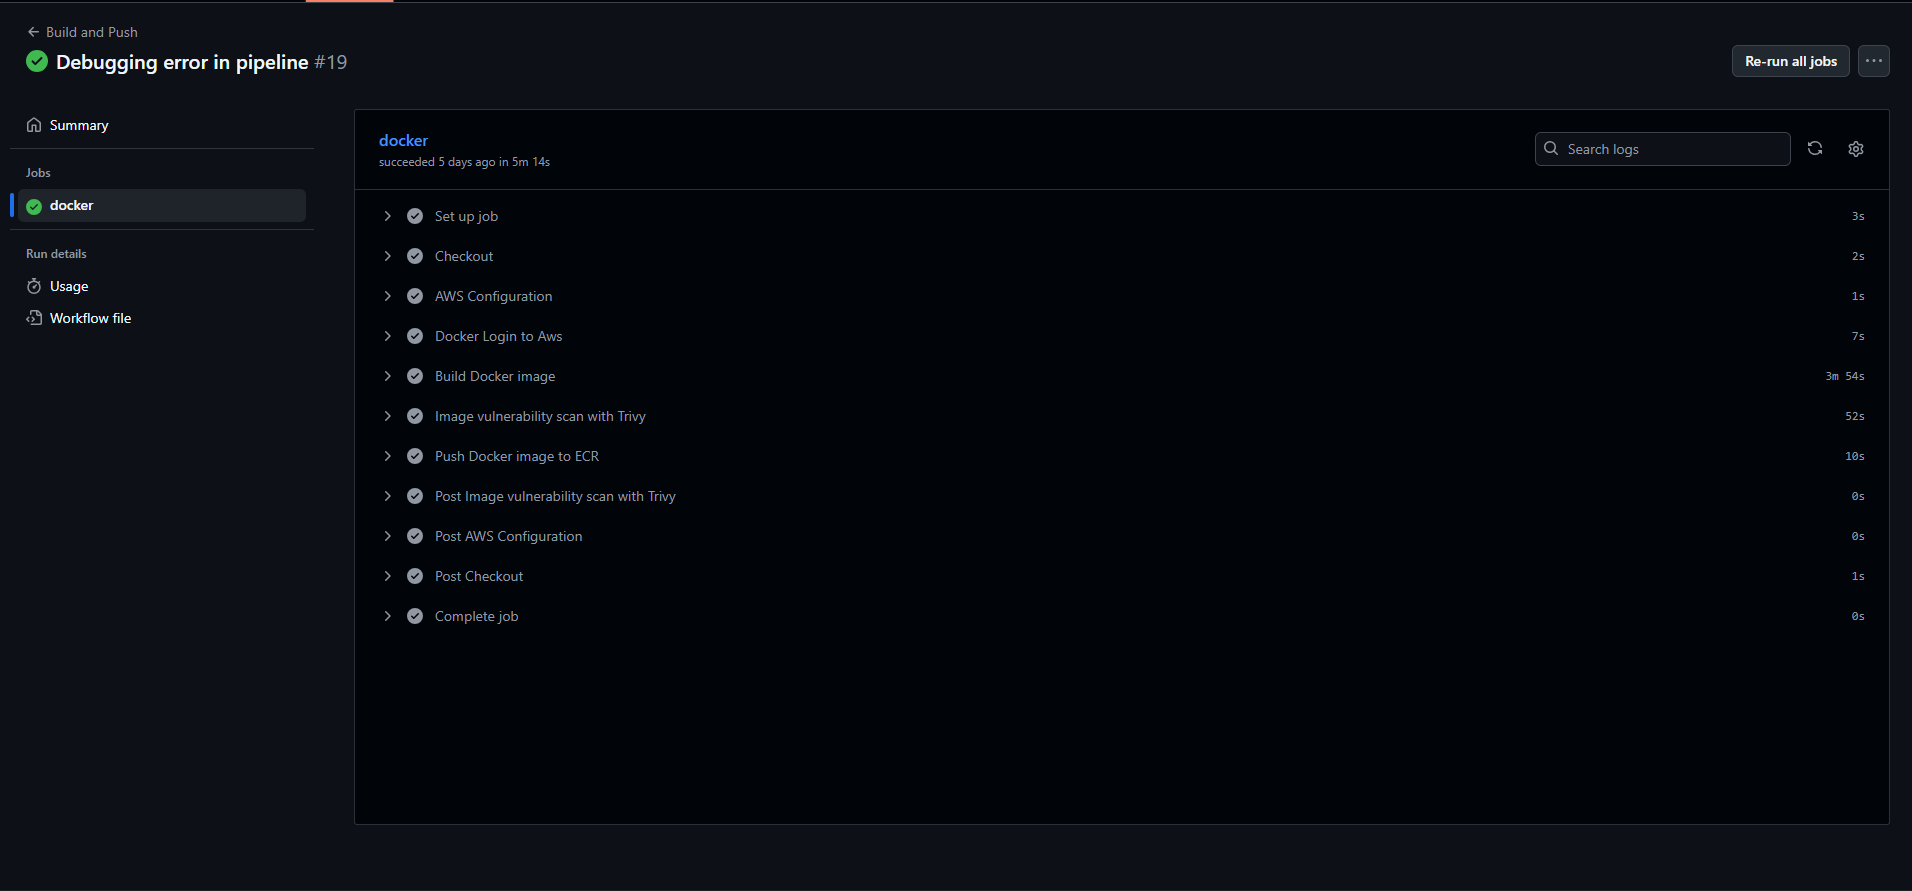 Build and Push
Debugging error in pipeline #19
Re-run all jobs
Summary
Jobs
docker
Run details
Usage
Workflow file
docker
succeeded 5 days ago in 5m 14s
Search logs
Set up job 3s
Checkout 2s
AWS Configuration 1s
Docker Login to Aws 7s
Build Docker image 3m 54s
Image vulnerability scan with Trivy 52s
Push Docker image to ECR 10s
Post Image vulnerability scan with Trivy 0s
Post AWS Configuration 0s
Post Checkout 1s
Complete job 0s